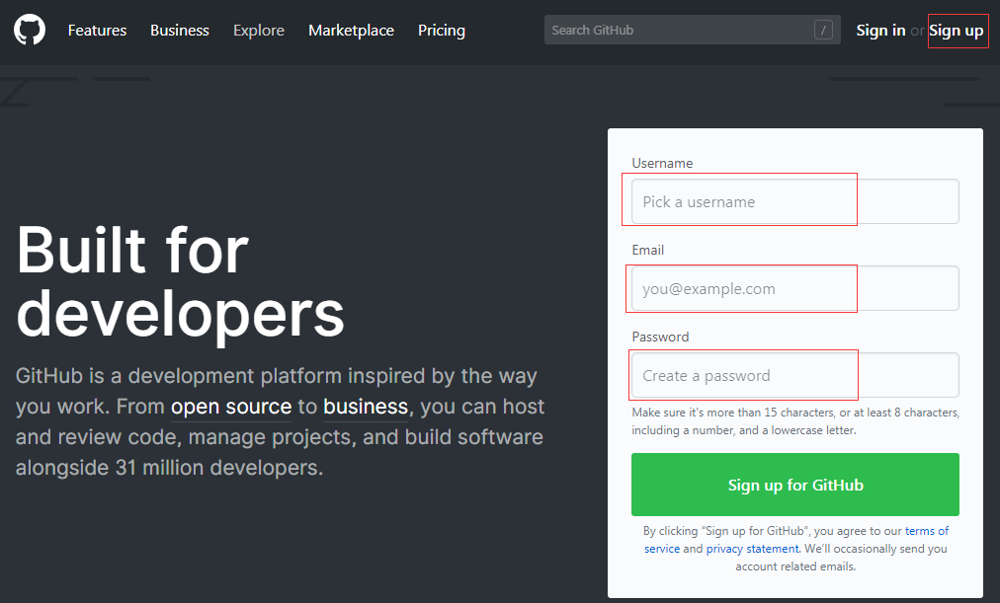 Features Business Explore Marketplace Pricing Search GitHub / Sign in or Sign up
Built for
developers
GitHub is a development platform inspired by the way
you work. From open source to business, you can host
and review code, manage projects, and build software
alongside 31 million developers.
Username
Pick a username
Email
you@example.com
Password
Create a password
Make sure it's more than 15 characters, or at least 8 characters,
including a number, and a lowercase letter.
Sign up for GitHub
By clicking “Sign up for GitHub”, you agree to our terms of
service and privacy statement. We'll occasionally send you
account related emails.